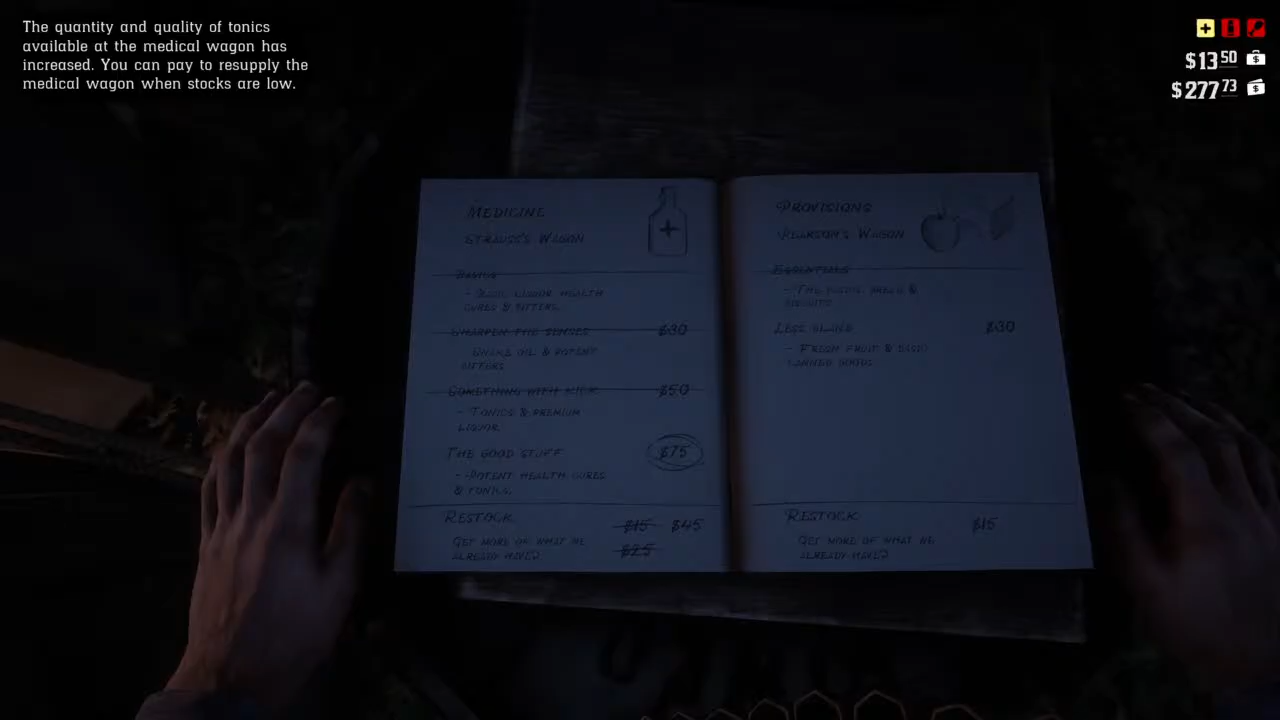 The quantity and quality of tonics
available at the medical wagon has
increased. You can pay to resupply the
medical wagon when stocks are low.
$13 50
$277 73
MEDICINE
STRAUSS'S WAGON
BASICS
- BASIC LIQUOR HEALTH
CURES & BITTERS.
SHARPEN THE SENSES $30
SNAKE OIL & POTENT
BITTERS
SOMETHING WITH KICK $50
- TONICS & PREMIUM
LIQUOR.
THE GOOD STUFF $75
- POTENT HEALTH CURES
& TONICS.
RESTOCK $15 $45
GET MORE OF WHAT WE $25
ALREADY HAVE?
PROVISIONS
PEARSON'S WAGON
ESSENTIALS
- THE BREAD &
BISCUITS
LESS BLAND $30
- FRESH FRUIT & BASIC
CANNED GOODS
RESTOCK $15
GET MORE OF WHAT WE
ALREADY HAVE?